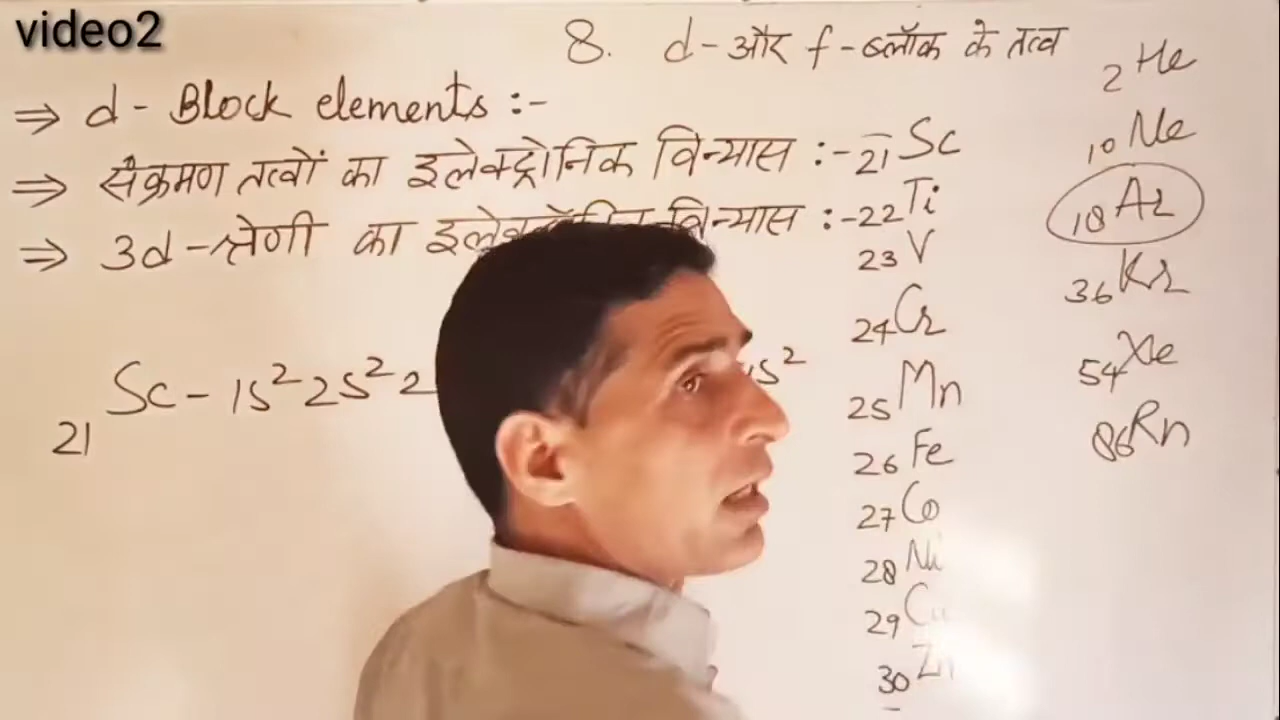 video2
8. d-और f-ब्लॉक के तत्व
⇒ d- Block elements :-
⇒ संक्रमण तत्वों का इलेक्ट्रोनिक विन्यास :-
⇒ 3d-श्रेणी का विन्यास :-
21Sc - 1s² 2s² 2 s²
21Sc
22Ti
23V
24Cr
25Mn
26Fe
27Co
28Ni
29Cu
30Zn
2He
10Ne
18Ar
36Kr
54Xe
86Rn